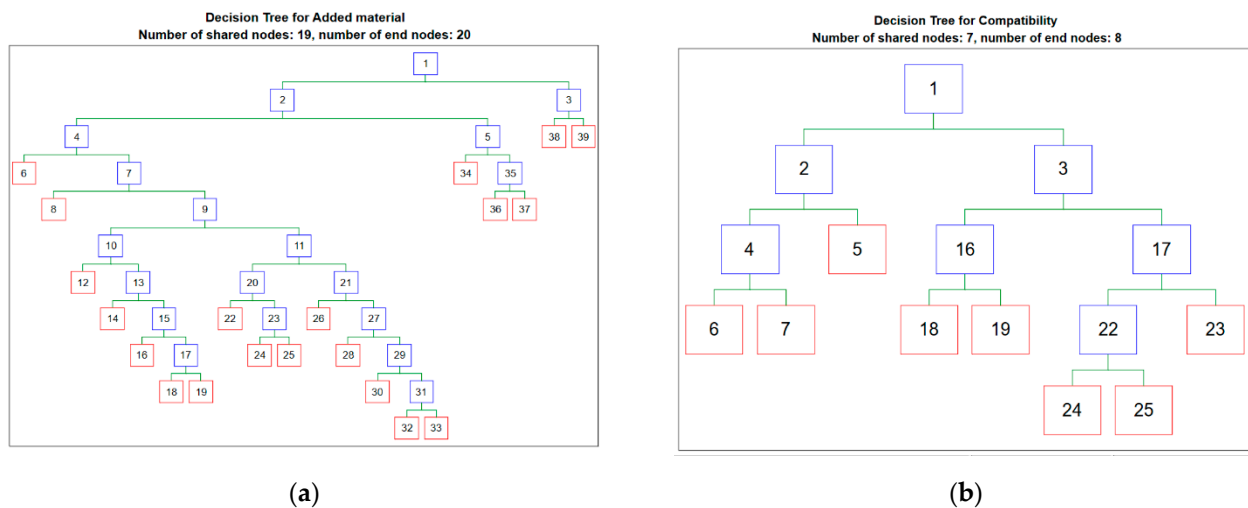 Decision Tree for Added material
Number of shared nodes: 19, number of end nodes: 20
1
2 3
4 5 38 39
6 7 34 35
8 9 36 37
10 11
12 13 20 21
14 15 22 23 26 27
16 17 24 25 28 29
18 19 30 31
32 33
(a)
Decision Tree for Compatibility
Number of shared nodes: 7, number of end nodes: 8
1
2 3
4 5 16 17
6 7 18 19 22 23
24 25
(b)